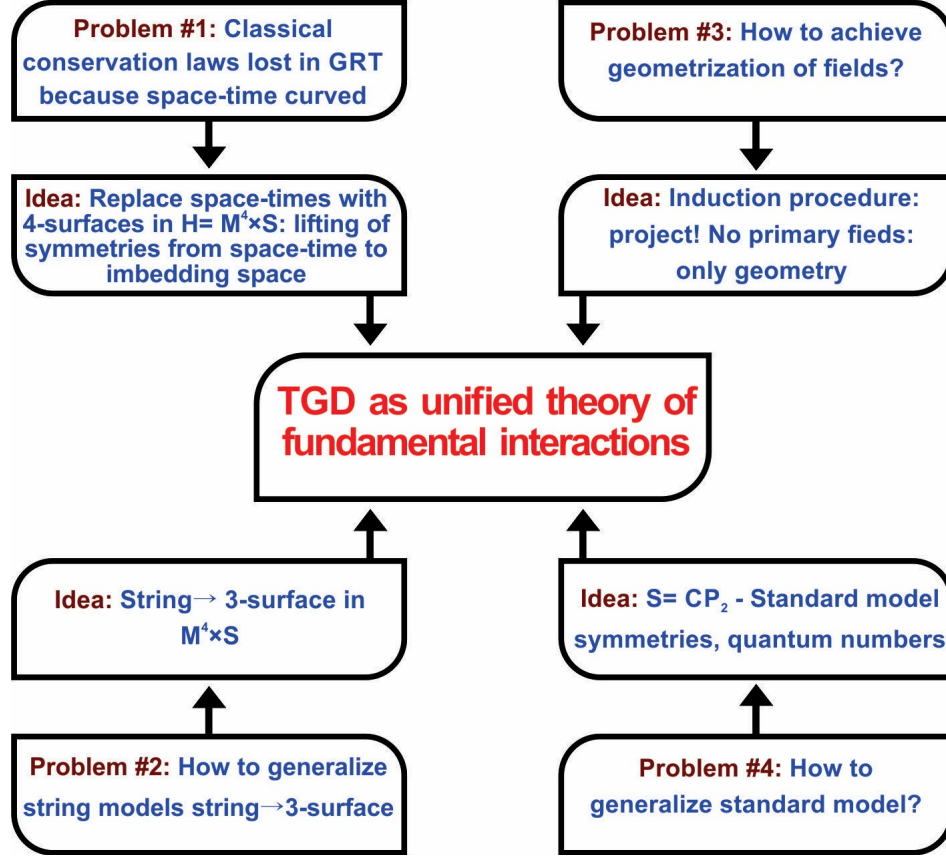 Problem #1: Classical
conservation laws lost in GRT
because space-time curved
Idea: Replace space-times with
4-surfaces in H= M⁴×S: lifting of
symmetries from space-time to
imbedding space
Problem #3: How to achieve
geometrization of fields?
Idea: Induction procedure:
project! No primary fieds:
only geometry
TGD as unified theory of
fundamental interactions
Idea: String→ 3-surface in
M⁴×S
Problem #2: How to generalize
string models string→3-surface
Idea: S= CP₂ - Standard model
symmetries, quantum numbers
Problem #4: How to
generalize standard model?